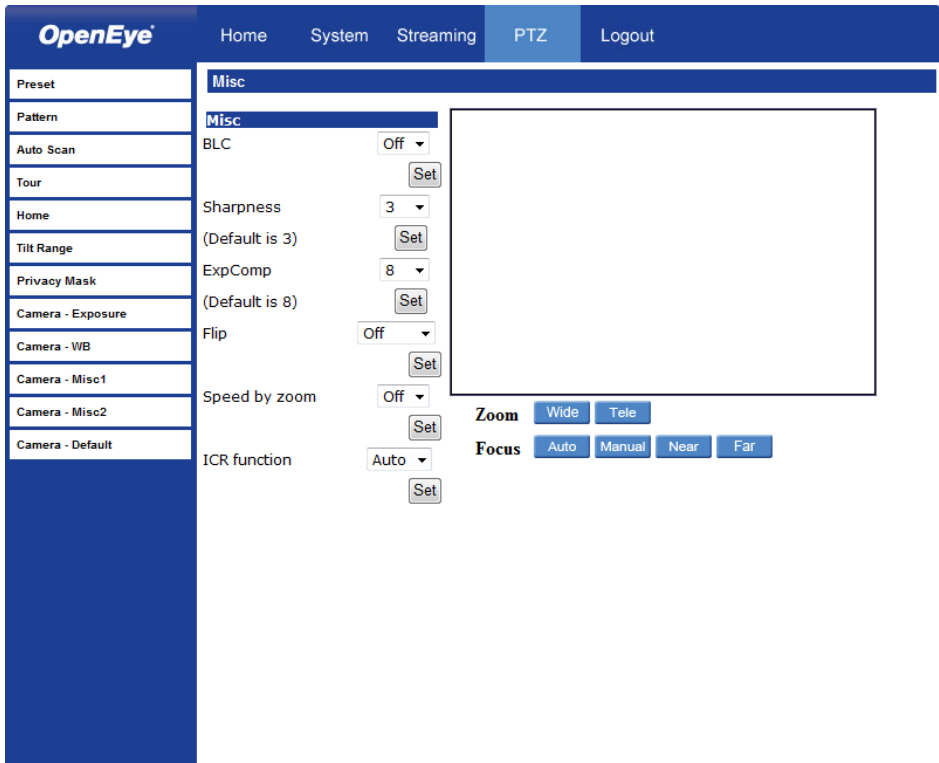 OpenEye
Home System Streaming PTZ Logout
Preset
Pattern
Auto Scan
Tour
Home
Tilt Range
Privacy Mask
Camera - Exposure
Camera - WB
Camera - Misc1
Camera - Misc2
Camera - Default
Misc
Misc
BLC Off
Set
Sharpness 3
(Default is 3) Set
ExpComp 8
(Default is 8) Set
Flip Off
Set
Speed by zoom Off
Set
ICR function Auto
Set
Zoom Wide Tele
Focus Auto Manual Near Far